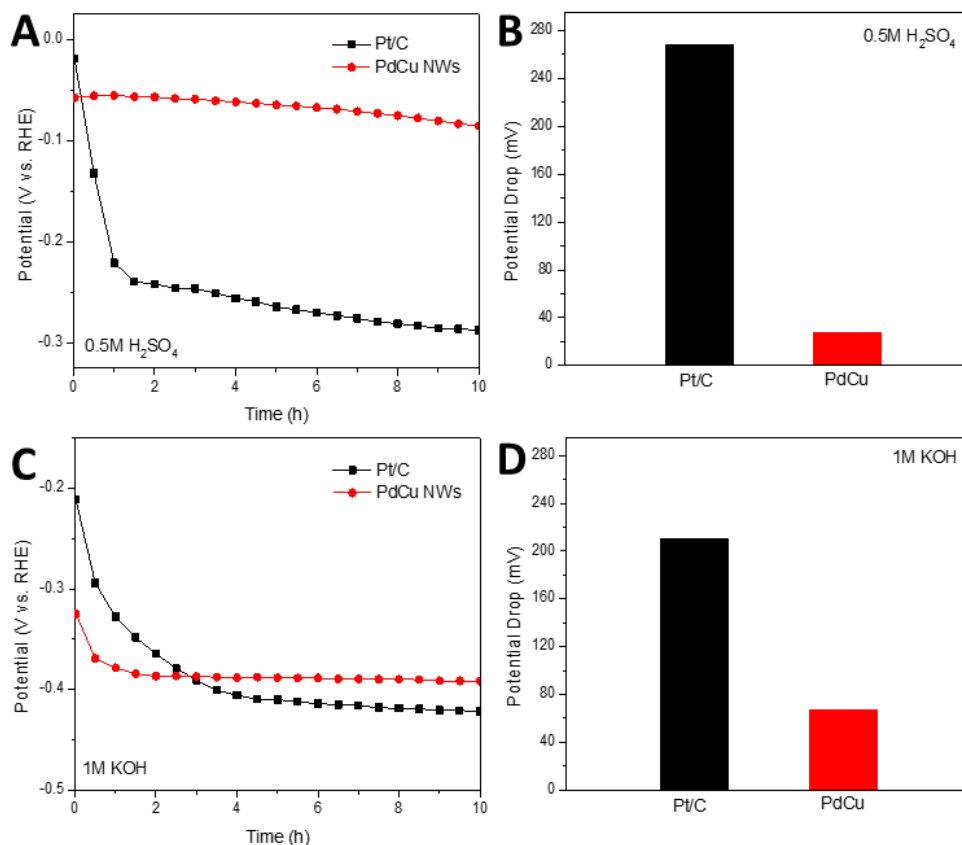 A
0.0
-0.1
-0.2
-0.3
Potential (V vs. RHE)
Pt/C
PdCu NWs
0.5M H₂SO₄
0 2 4 6 8 10
Time (h)
B
280
240
200
160
120
80
40
0
Potential Drop (mV)
0.5M H₂SO₄
Pt/C PdCu
C
-0.2
-0.3
-0.4
-0.5
Potential (V vs. RHE)
Pt/C
PdCu NWs
1M KOH
0 2 4 6 8 10
Time (h)
D
280
240
200
160
120
80
40
0
Potential Drop (mV)
1M KOH
Pt/C PdCu